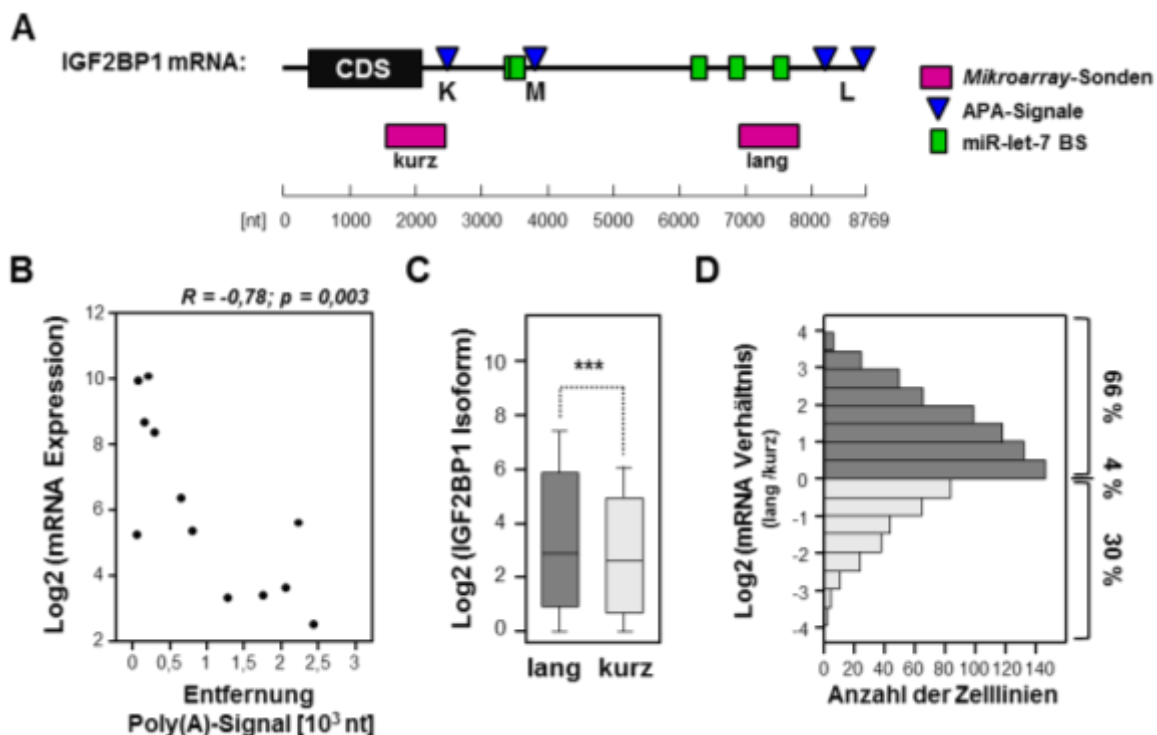 A
IGF2BP1 mRNA:
CDS
K
M
L
kurz
lang
Mikroarray-Sonden
APA-Signale
miR-let-7 BS
[nt] 0 1000 2000 3000 4000 5000 6000 7000 8000 8769
B
R = -0,78; p = 0,003
Log2 (mRNA Expression)
12
10
8
6
4
2
0 0,5 1 1,5 2 2,5 3
Entfernung
Poly(A)-Signal [10³ nt]
C
Log2 (IGF2BP1 Isoform)
10
8
6
4
2
0
***
lang kurz
D
Log2 (mRNA Verhältnis)
(lang /kurz)
4
3
2
1
0
-1
-2
-3
-4
0 20 40 60 80 100 120 140
Anzahl der Zelllinien
66 %
4 %
30 %